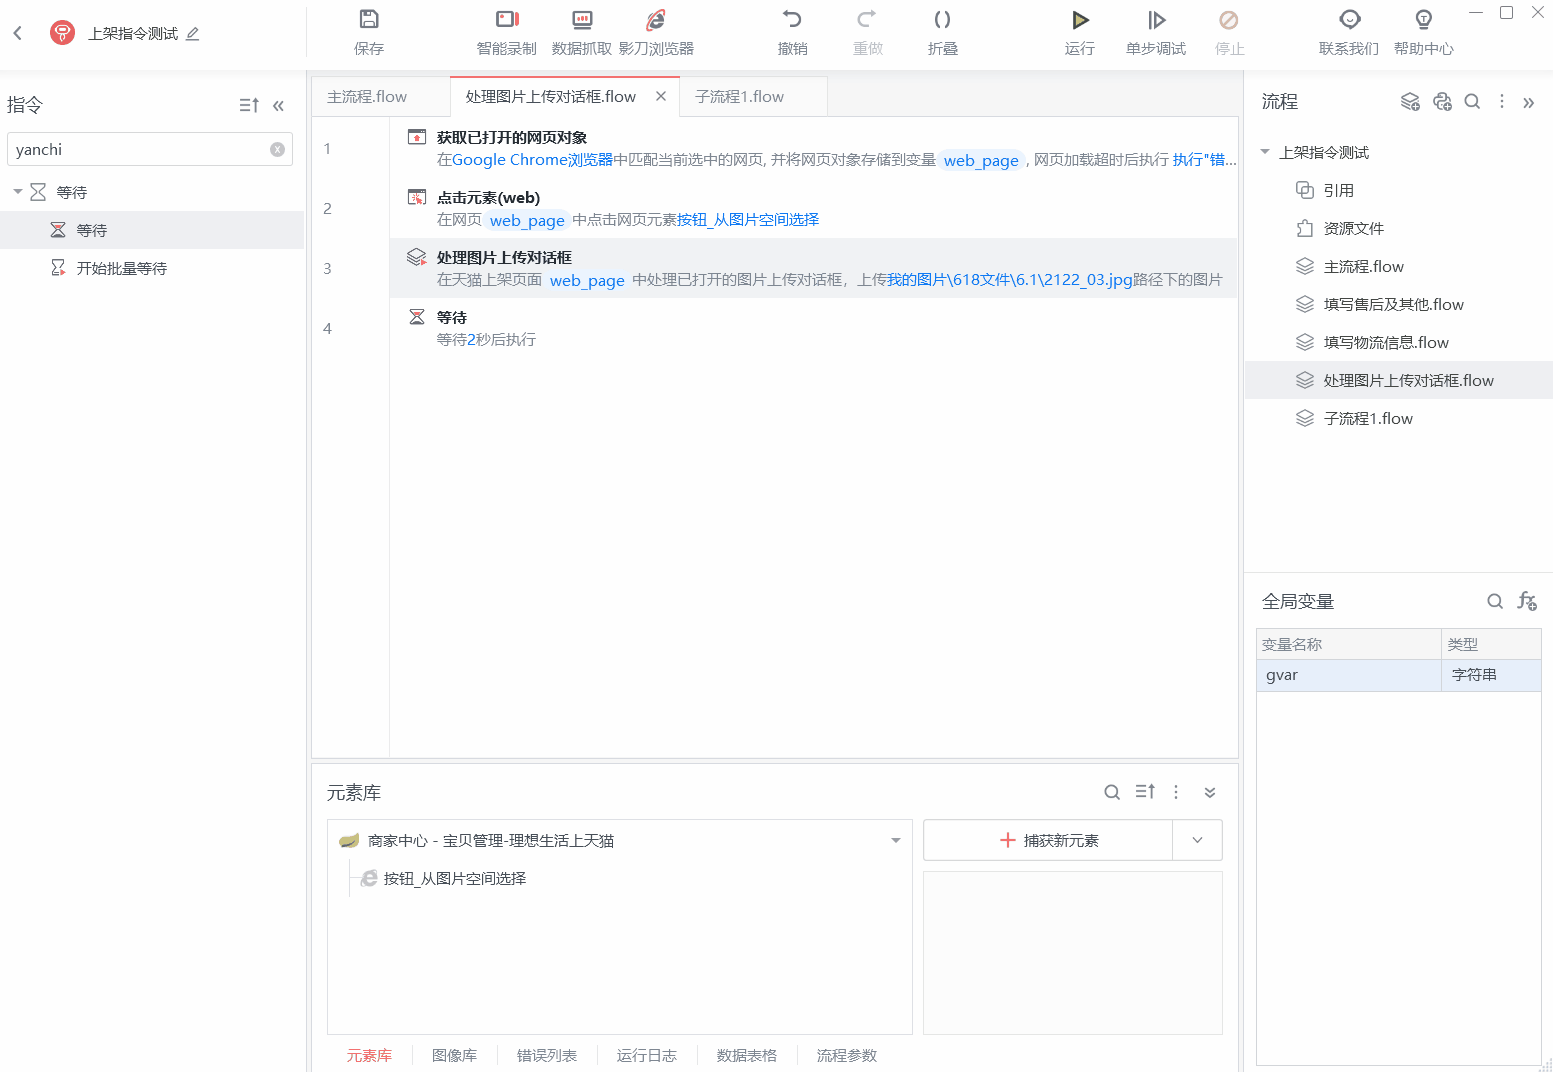 上架指令测试
保存
智能录制
数据抓取
影刀浏览器
撤销
重做
折叠
运行
单步调试
停止
联系我们
帮助中心
指令
yanchi
等待
等待
开始批量等待
主流程.flow
处理图片上传对话框.flow
子流程1.flow
1
获取已打开的网页对象
在Google Chrome浏览器中匹配当前选中的网页, 并将网页对象存储到变量 web_page , 网页加载超时后执行 执行"错...
2
点击元素(web)
在网页 web_page 中点击网页元素按钮_从图片空间选择
3
处理图片上传对话框
在天猫上架页面 web_page 中处理已打开的图片上传对话框，上传我的图片\618文件\6.1\2122_03.jpg路径下的图片
4
等待
等待2秒后执行
元素库
商家中心 - 宝贝管理-理想生活上天猫
按钮_从图片空间选择
捕获新元素
元素库
图像库
错误列表
运行日志
数据表格
流程参数
流程
上架指令测试
引用
资源文件
主流程.flow
填写售后及其他.flow
填写物流信息.flow
处理图片上传对话框.flow
子流程1.flow
全局变量
变量名称
类型
gvar
字符串